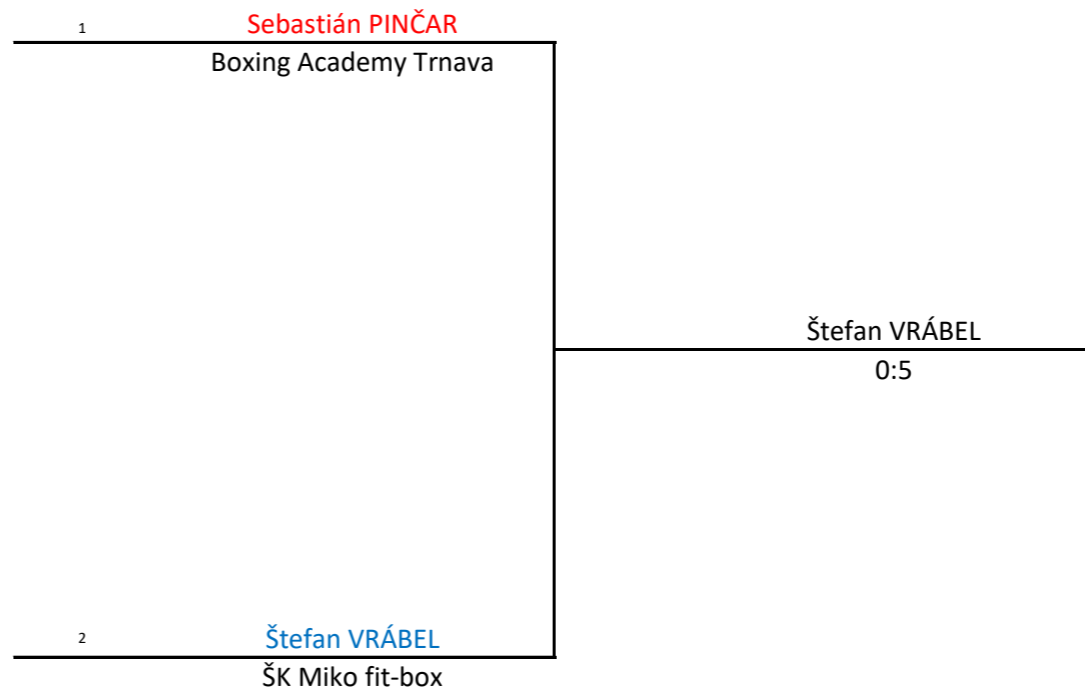 1 Sebastián PINČAR
Boxing Academy Trnava
Štefan VRÁBEL
0:5
2 Štefan VRÁBEL
ŠK Miko fit-box